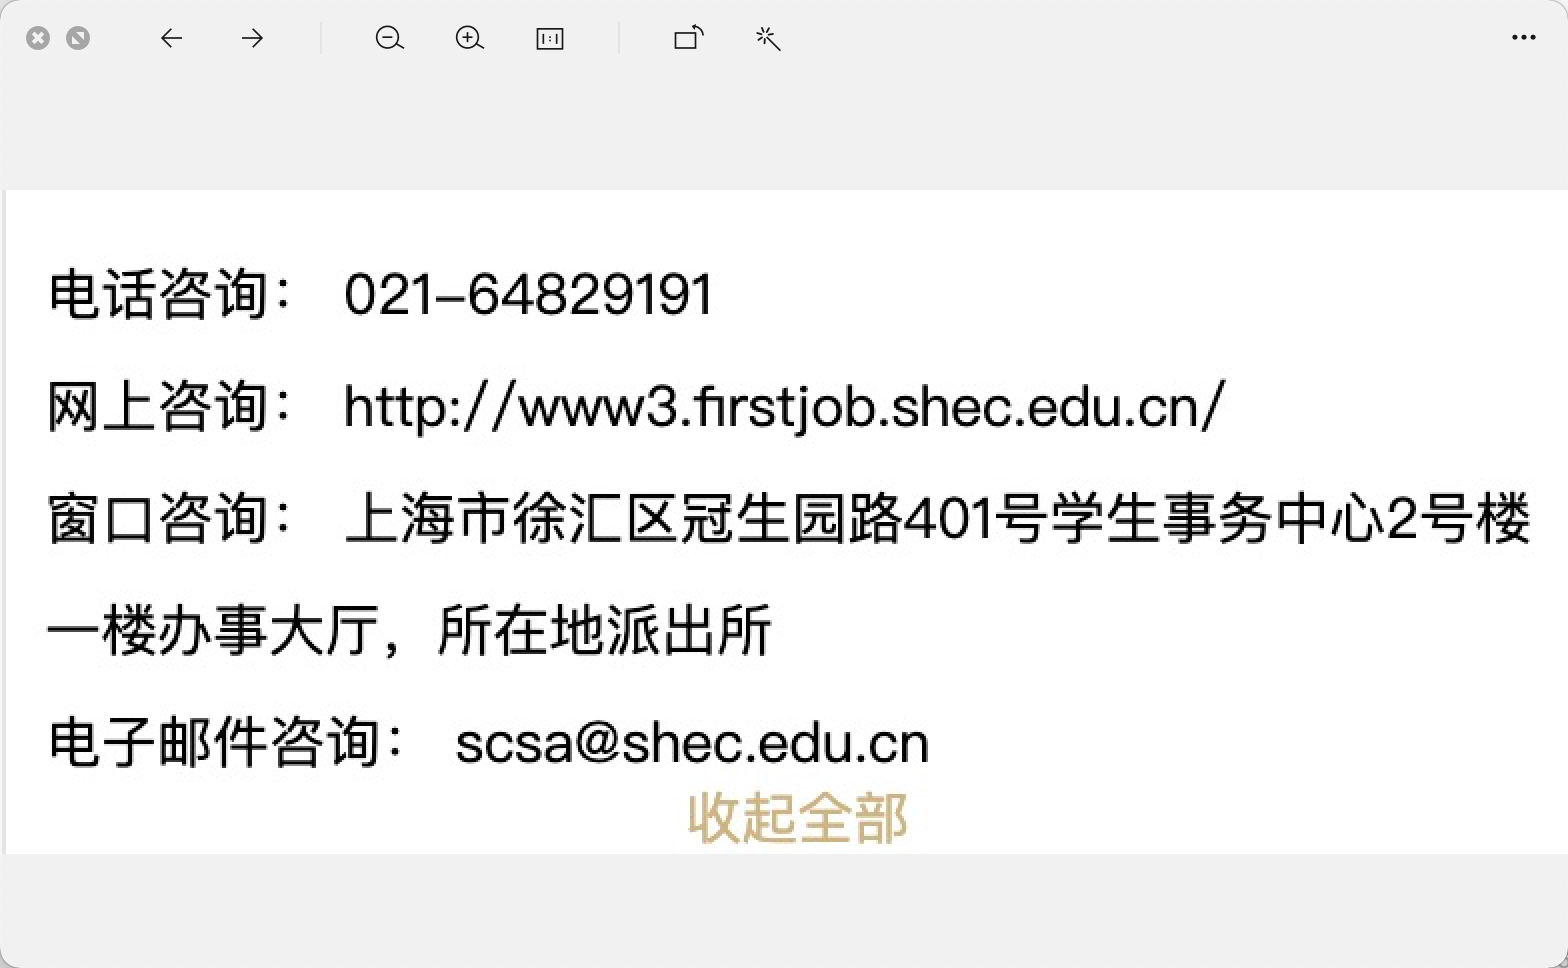 电话咨询： 021-64829191
网上咨询： http://www3.firstjob.shec.edu.cn/
窗口咨询： 上海市徐汇区冠生园路401号学生事务中心2号楼
一楼办事大厅，所在地派出所
电子邮件咨询： scsa@shec.edu.cn
收起全部